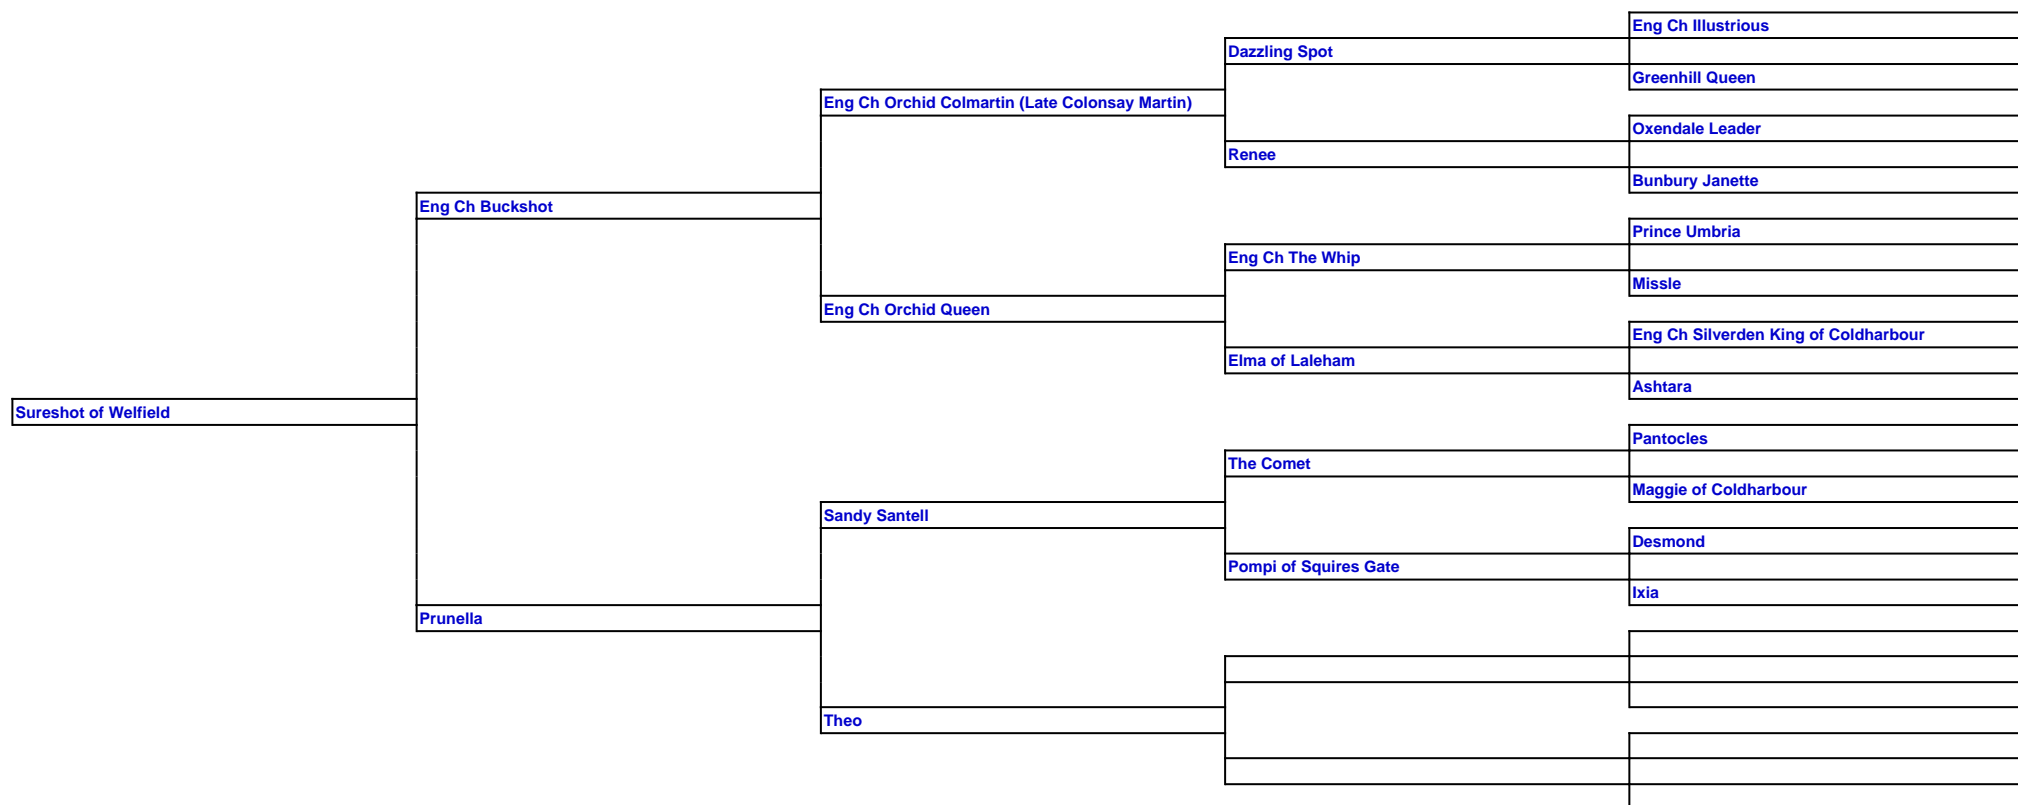 Eng Ch Illustrious
Dazzling Spot
Greenhill Queen
Eng Ch Orchid Colmartin (Late Colonsay Martin)
Oxendale Leader
Renee
Bunbury Janette
Eng Ch Buckshot
Prince Umbria
Eng Ch The Whip
Missle
Eng Ch Orchid Queen
Eng Ch Silverden King of Coldharbour
Elma of Laleham
Ashtara
Sureshot of Welfield
Pantocles
The Comet
Maggie of Coldharbour
Sandy Santell
Desmond
Pompi of Squires Gate
Ixia
Prunella
Theo